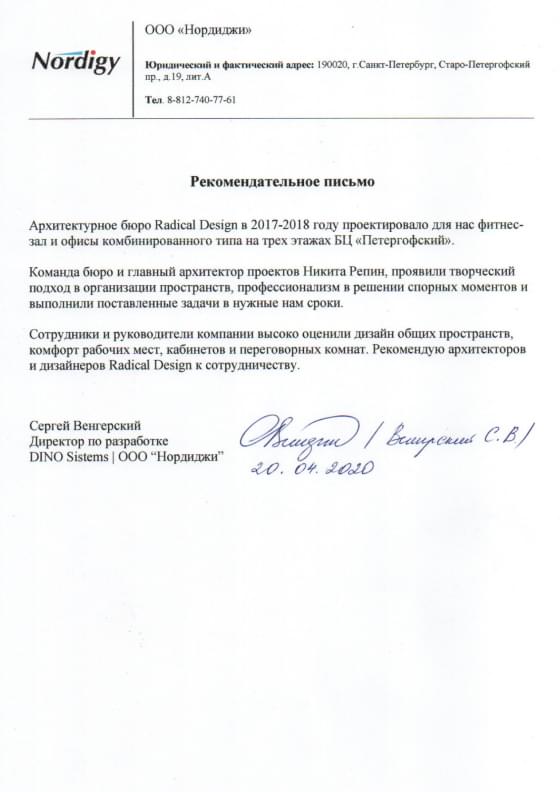 Nordigy
ООО «Нордиджи»
Юридический и фактический адрес: 190020, г.Санкт-Петербург, Старо-Петергофский
пр., д.19, лит.А
Тел. 8-812-740-77-61
Рекомендательное письмо
Архитектурное бюро Radical Design в 2017-2018 году проектировало для нас фитнес-
зал и офисы комбинированного типа на трех этажах БЦ «Петергофский».
Команда бюро и главный архитектор проектов Никита Репин, проявили творческий
подход в организации пространств, профессионализм в решении спорных моментов и
выполнили поставленные задачи в нужные нам сроки.
Сотрудники и руководители компании высоко оценили дизайн общих пространств,
комфорт рабочих мест, кабинетов и переговорных комнат. Рекомендую архитекторов
и дизайнеров Radical Design к сотрудничеству.
Сергей Венгерский
Директор по разработке
DINO Sistems | ООО “Нордиджи”
/ С.В./
20.04.2020